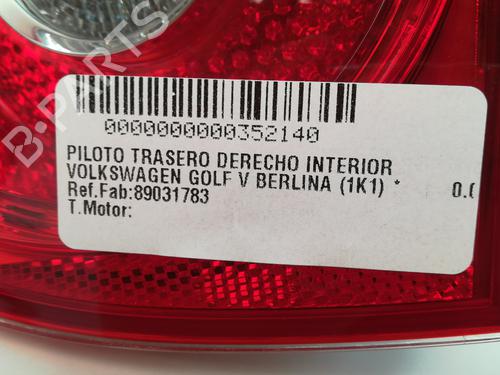 0000000000352140
PILOTO TRASERO DERECHO INTERIOR
VOLKSWAGEN GOLF V BERLINA (1K1) *
Ref.Fab:89031783
T.Motor:
B-PARTS